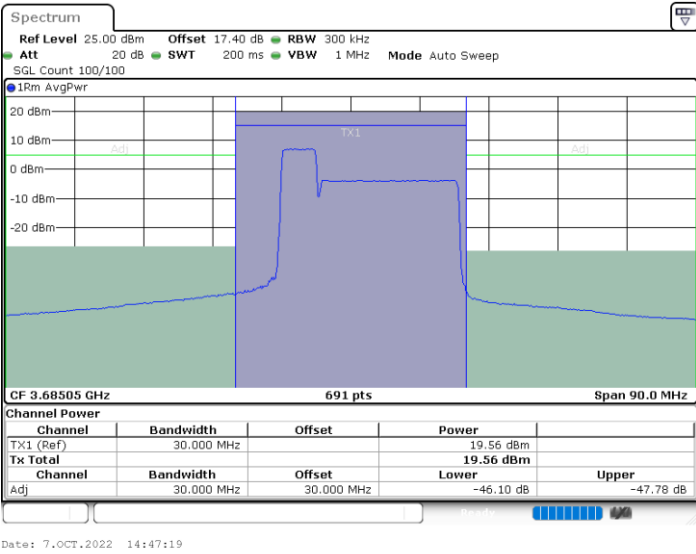 Spectrum
Ref Level 25.00 dBm Offset 17.40 dB RBW 300 kHz
Att 20 dB SWT 200 ms VBW 1 MHz Mode Auto Sweep
SGL Count 100/100
1Rm AvgPwr
20 dBm
TX1
10 dBm
Adj Adj
0 dBm
-10 dBm
-20 dBm
CF 3.68505 GHz 691 pts Span 90.0 MHz
Channel Power
Channel Bandwidth Offset Power
TX1 (Ref) 30.000 MHz 19.56 dBm
Tx Total 19.56 dBm
Channel Bandwidth Offset Lower Upper
Adj 30.000 MHz 30.000 MHz -46.10 dB -47.78 dB
Ready
Date: 7.OCT.2022 14:47:19